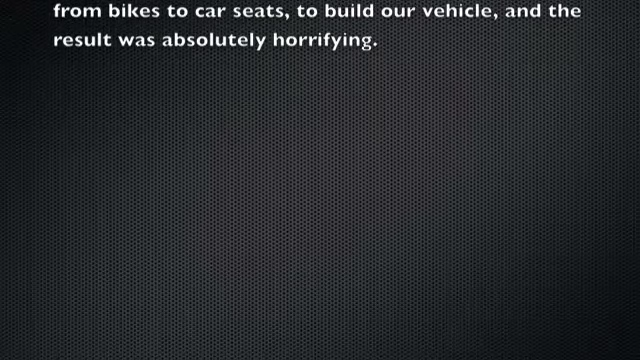 from bikes to car seats, to build our vehicle, and the
result was absolutely horrifying.